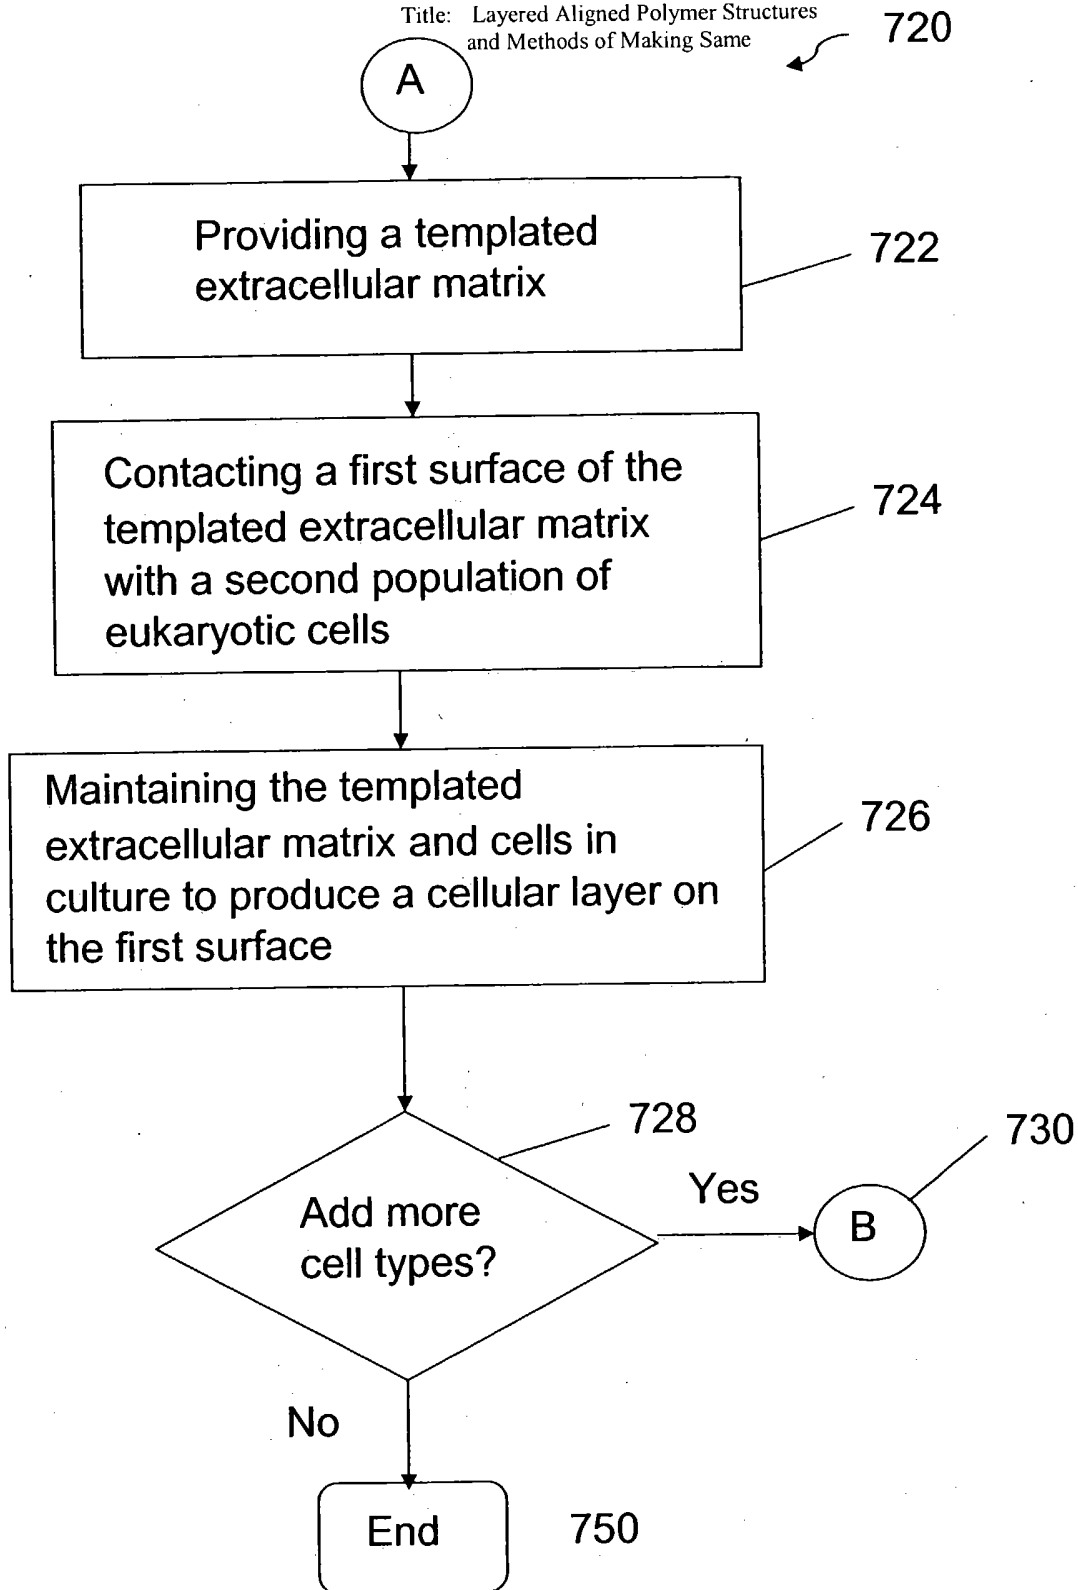 Title: Layered Aligned Polymer Structures
and Methods of Making Same
720
A
Providing a templated
extracellular matrix
722
Contacting a first surface of the
templated extracellular matrix
with a second population of
eukaryotic cells
724
Maintaining the templated
extracellular matrix and cells in
culture to produce a cellular layer on
the first surface
726
728
730
Yes
Add more
cell types?
B
No
End
750